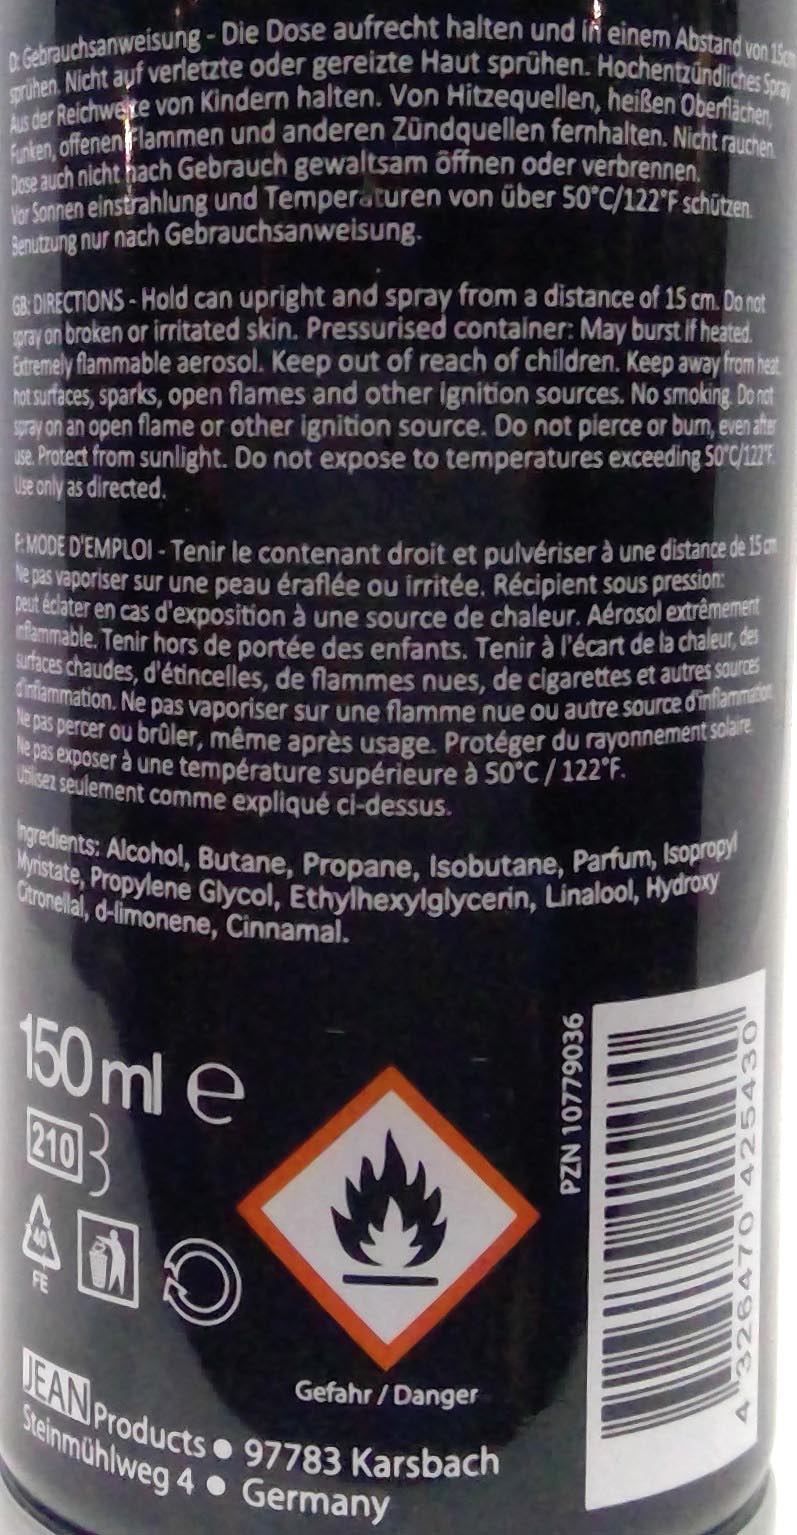 D: Gebrauchsanweisung - Die Dose aufrecht halten und in einem Abstand von 15cm
sprühen. Nicht auf verletzte oder gereizte Haut sprühen. Hochentzündliches Spray
Aus der Reichweite von Kindern halten. Von Hitzequellen, heißen Oberflächen,
Funken, offenen Flammen und anderen Zündquellen fernhalten. Nicht rauchen.
Dose auch nicht nach Gebrauch gewaltsam öffnen oder verbrennen.
Vor Sonnen einstrahlung und Temperaturen von über 50°C/122°F schützen.
Benutzung nur nach Gebrauchsanweisung.
GB: DIRECTIONS - Hold can upright and spray from a distance of 15 cm. Do not
spray on broken or irritated skin. Pressurised container: May burst if heated.
Extremely flammable aerosol. Keep out of reach of children. Keep away from heat,
hot surfaces, sparks, open flames and other ignition sources. No smoking. Do not
spray on an open flame or other ignition source. Do not pierce or burn, even after
use. Protect from sunlight. Do not expose to temperatures exceeding 50°C/122°F.
Use only as directed.
F: MODE D'EMPLOI - Tenir le contenant droit et pulvériser à une distance de 15 cm
Ne pas vaporiser sur une peau éraflée ou irritée. Récipient sous pression:
peut éclater en cas d'exposition à une source de chaleur. Aérosol extrêmement
inflammable. Tenir hors de portée des enfants. Tenir à l'écart de la chaleur, des
surfaces chaudes, d'étincelles, de flammes nues, de cigarettes et autres sources
d'inflammation. Ne pas vaporiser sur une flamme nue ou autre source d'inflammation.
Ne pas percer ou brûler, même après usage. Protéger du rayonnement solaire.
Ne pas exposer à une température supérieure à 50°C / 122°F.
Utilisez seulement comme expliqué ci-dessus.
Ingredients: Alcohol, Butane, Propane, Isobutane, Parfum, Isopropyl
Myristate, Propylene Glycol, Ethylhexylglycerin, Linalool, Hydroxy
Citronellal, d-limonene, Cinnamal.
150 ml e
210
40
FE
Gefahr / Danger
PZN 10779036
4 326470 425430
JEAN Products ● 97783 Karsbach
Steinmühlweg 4 ● Germany